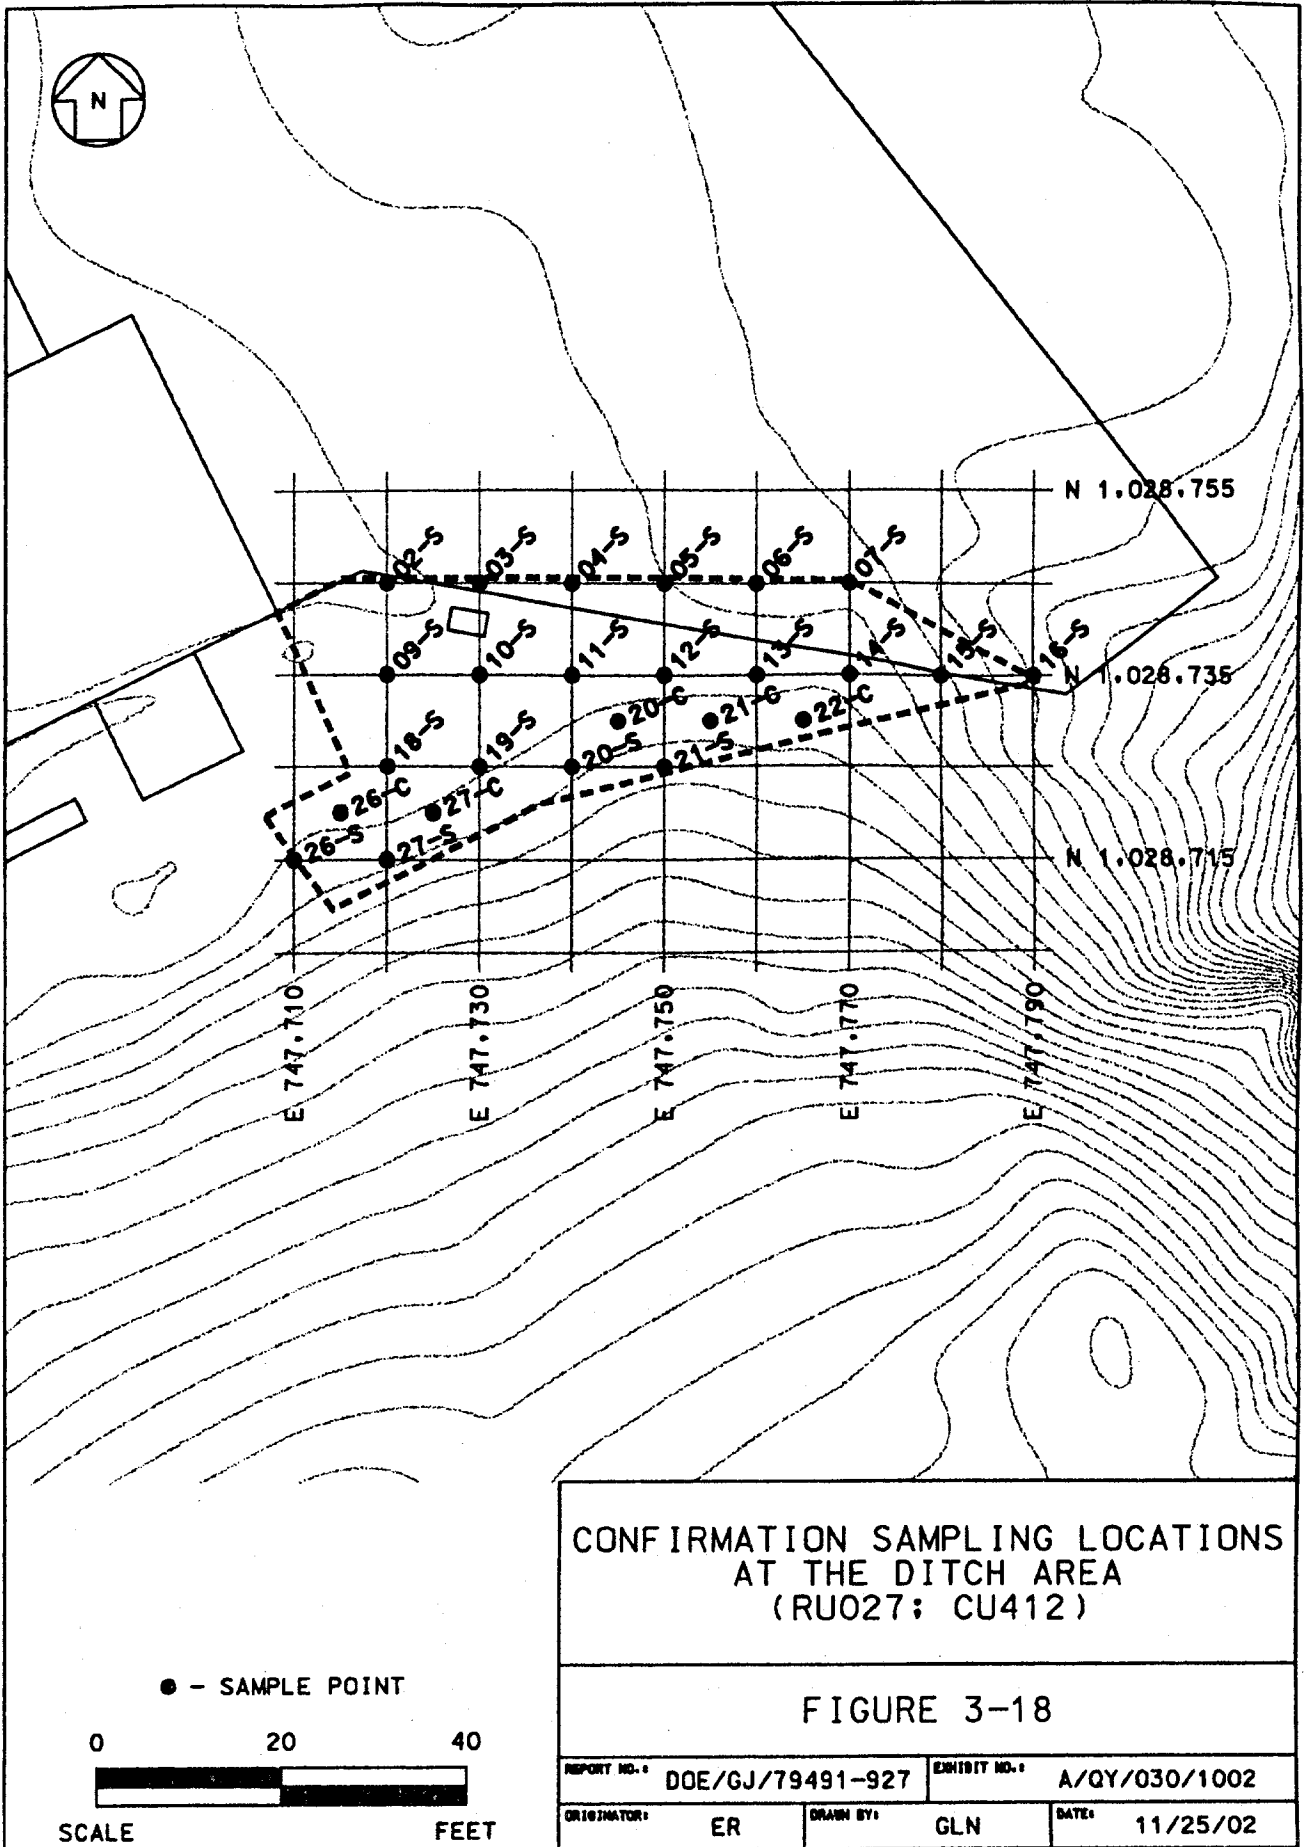 N
N 1.028.755
02-S
03-S
04-S
05-S
06-S
07-S
09-S
10-S
11-S
12-S
13-S
14-S
15-S
16-S
N 1.028.735
20-C
21-C
22-C
18-S
19-S
20-S
21-S
26-C
27-C
26-S
27-S
N 1.028.715
E 747.710
E 747.730
E 747.750
E 747.770
E 747.790
CONFIRMATION SAMPLING LOCATIONS
AT THE DITCH AREA
(RU027; CU412)
● - SAMPLE POINT
FIGURE 3-18
0 20 40
SCALE FEET
REPORT NO.: DOE/GJ/79491-927 EXHIBIT NO.: A/QY/030/1002
ORIGINATOR: ER DRAWN BY: GLN DATE: 11/25/02